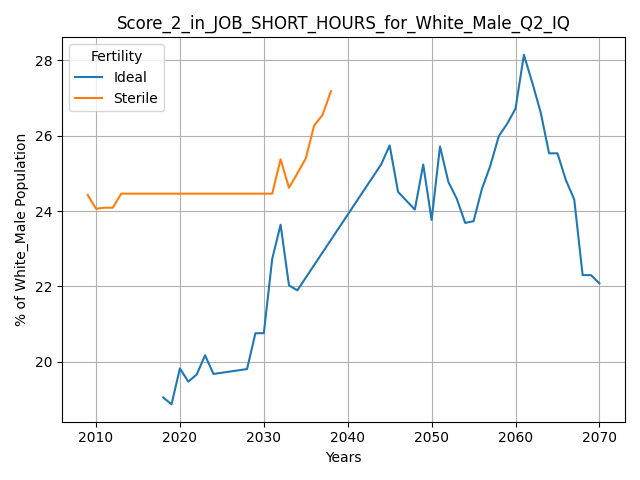 Score_2_in_JOB_SHORT_HOURS_for_White_Male_Q2_IQ
Fertility
Ideal
Sterile
% of White_Male Population
28
26
24
22
20
2010 2020 2030 2040 2050 2060 2070
Years